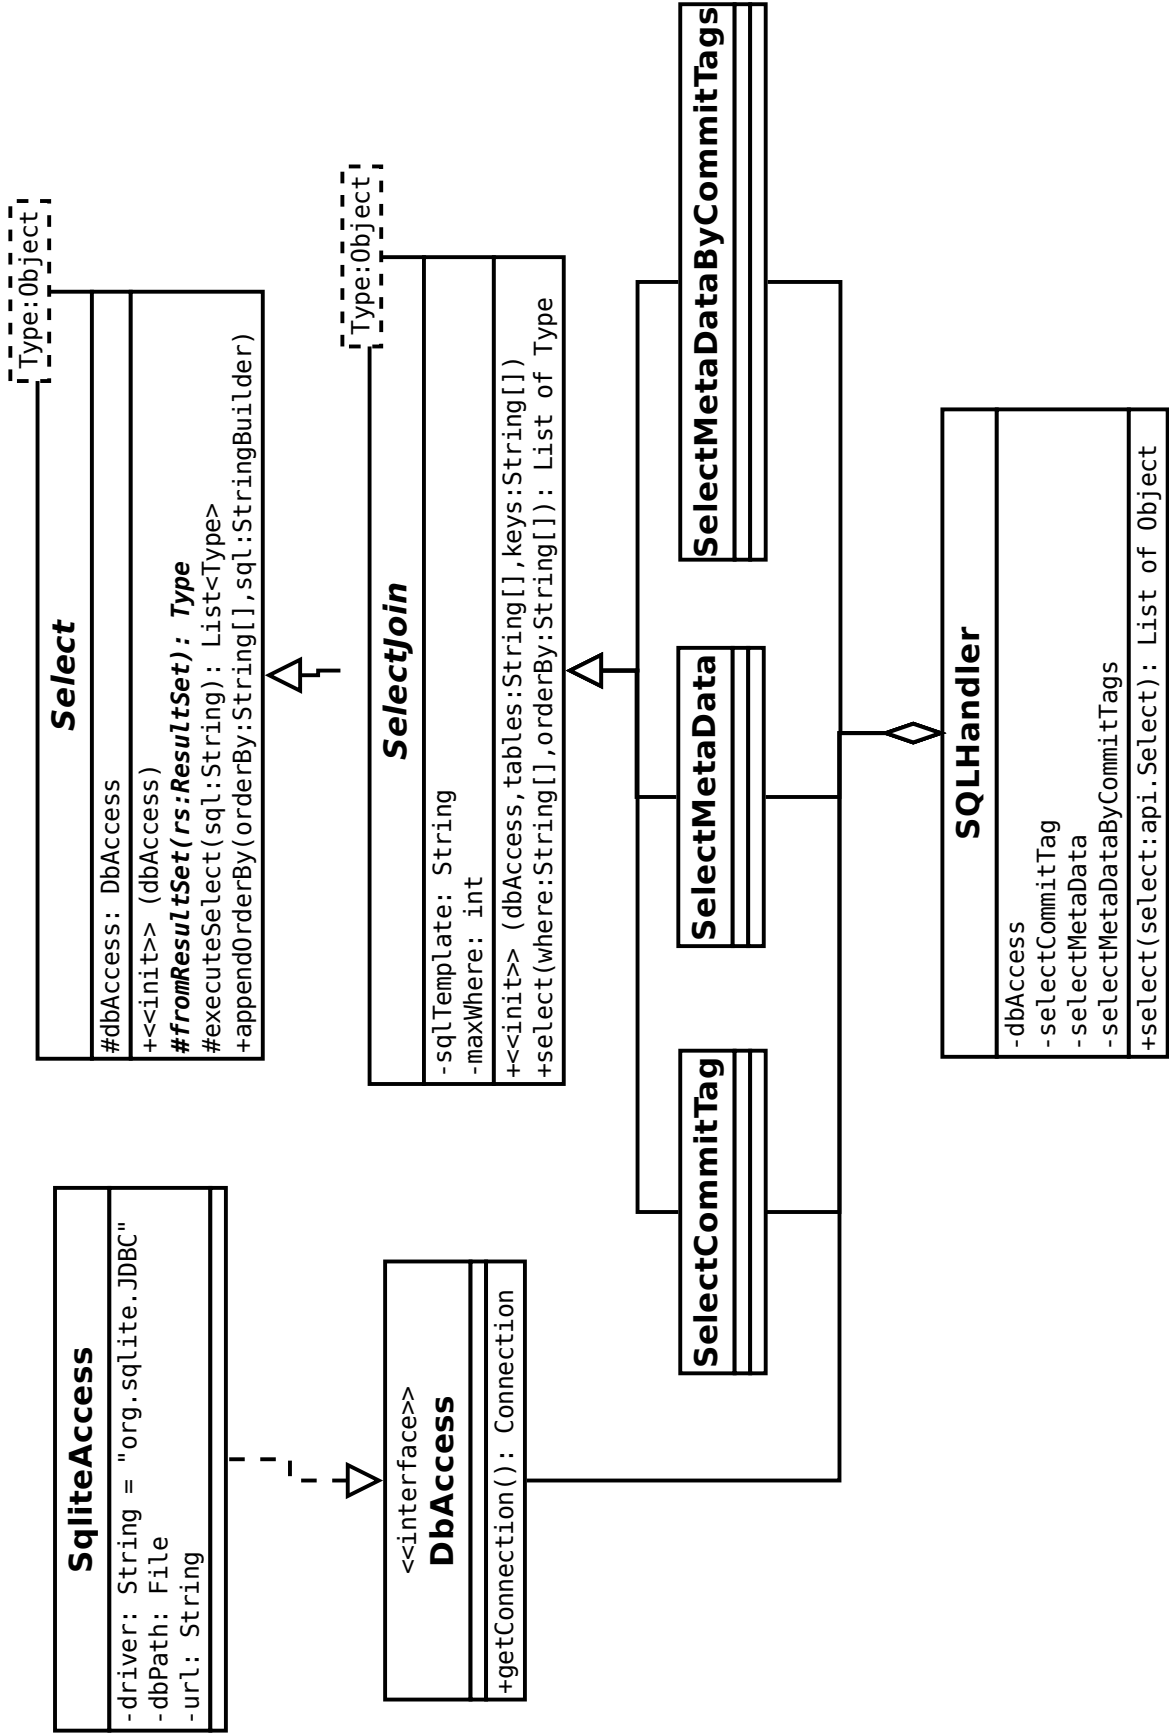 SqliteAccess
-driver: String = "org.sqlite.JDBC"
-dbPath: File
-url: String
Type:Object
Select
#dbAccess: DbAccess
+<<init>> (dbAccess)
#fromResultSet(rs:ResultSet): Type
#executeSelect(sql:String): List<Type>
+appendOrderBy(orderBy:String[],sql:StringBuilder)
<<interface>>
DbAccess
+getConnection(): Connection
Type:Object
SelectJoin
-sqlTemplate: String
-maxWhere: int
+<<init>> (dbAccess,tables:String[],keys:String[])
+select(where:String[],orderBy:String[]): List of Type
SelectCommitTag
SelectMetaData
SelectMetaDataByCommitTags
SQLHandler
-dbAccess
-selectCommitTag
-selectMetaData
-selectMetaDataByCommitTags
+select(select:api.Select): List of Object